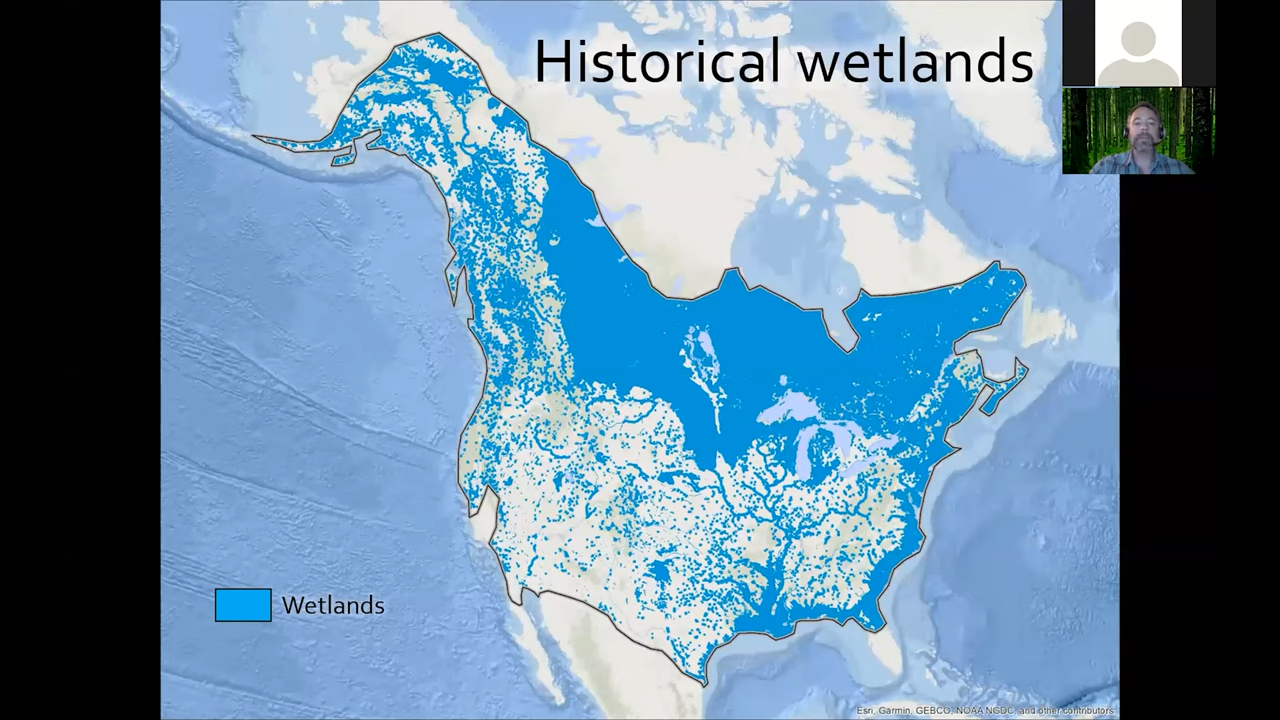 Historical wetlands
Wetlands
Esri, Garmin, GEBCO, NOAA NGDC, and other contributors